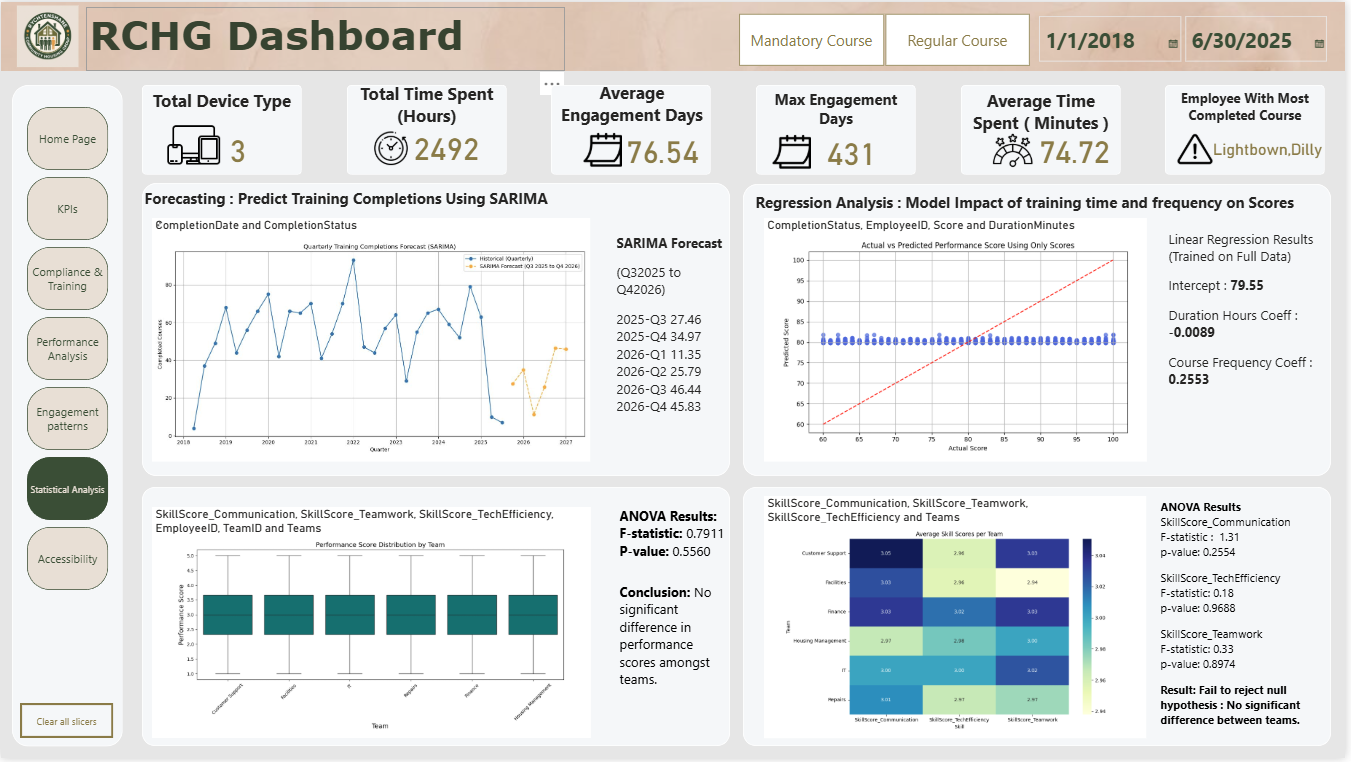 RCHG Dashboard
Mandatory Course
Regular Course
1/1/2018
6/30/2025
Home Page
KPIs
Compliance &
Training
Performance
Analysis
Engagement
patterns
Statistical Analysis
Accessibility
Clear all slicers
Total Device Type
3
Total Time Spent
(Hours)
2492
Average
Engagement Days
76.54
Max Engagement
Days
431
Average Time
Spent ( Minutes )
74.72
Employee With Most
Completed Course
Lightbown,Dilly
Forecasting : Predict Training Completions Using SARIMA
CompletionDate and CompletionStatus
Quarterly Training Completions Forecast (SARIMA)
Historical (Quarterly)
SARIMA Forecast (Q3 2025 to Q4 2026)
Completed Courses
80
60
40
20
0
2018 2019 2020 2021 2022 2023 2024 2025 2026 2027
Quarter
SARIMA Forecast
(Q32025 to
Q42026)
2025-Q3 27.46
2025-Q4 34.97
2026-Q1 11.35
2026-Q2 25.79
2026-Q3 46.44
2026-Q4 45.83
Regression Analysis : Model Impact of training time and frequency on Scores
CompletionStatus, EmployeeID, Score and DurationMinutes
Actual vs Predicted Performance Score Using Only Scores
Predicted Score
100
95
90
85
80
75
70
65
60
60 65 70 75 80 85 90 95 100
Actual Score
Linear Regression Results
(Trained on Full Data)
Intercept : 79.55
Duration Hours Coeff :
-0.0089
Course Frequency Coeff :
0.2553
SkillScore_Communication, SkillScore_Teamwork, SkillScore_TechEfficiency,
EmployeeID, TeamID and Teams
Performance Score Distribution by Team
Performance Score
5.0
4.5
4.0
3.5
3.0
2.5
2.0
1.5
1.0
Customer Support
Facilities
IT
Repairs
Finance
Housing Management
Team
ANOVA Results:
F-statistic: 0.7911
P-value: 0.5560
Conclusion: No
significant
difference in
performance
scores amongst
teams.
SkillScore_Communication, SkillScore_Teamwork,
SkillScore_TechEfficiency and Teams
Average Skill Scores per Team
Team
Customer Support 3.05 2.96 3.03
Facilities 3.03 2.96 2.94
Finance 3.03 3.02 3.03
Housing Management 2.97 2.98 3.00
IT 3.00 3.00 3.02
Repairs 3.01 2.97 2.97
SkillScore_Communication SkillScore_TechEfficiency SkillScore_Teamwork
Skill
3.04
3.02
3.00
2.98
2.96
2.94
ANOVA Results
SkillScore_Communication
F-statistic : 1.31
p-value: 0.2554
SkillScore_TechEfficiency
F-statistic: 0.18
p-value: 0.9688
SkillScore_Teamwork
F-statistic: 0.33
p-value: 0.8974
Result: Fail to reject null
hypothesis : No significant
difference between teams.